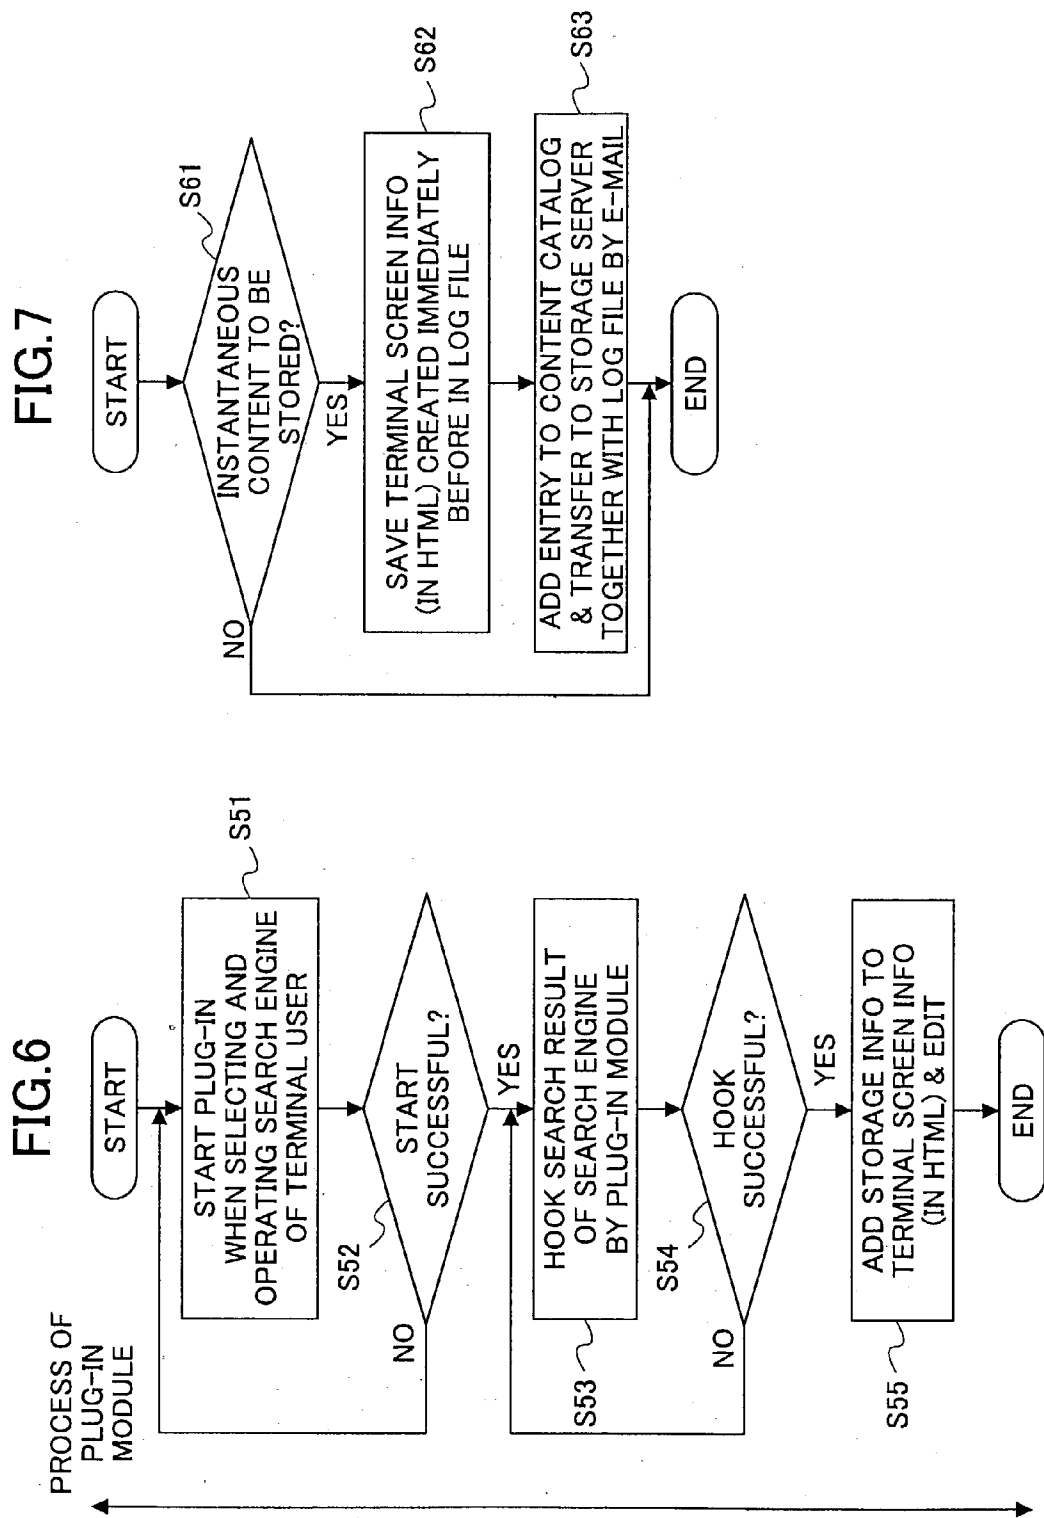 FIG.6
PROCESS OF
PLUG-IN
MODULE
START
START PLUG-IN
WHEN SELECTING AND
OPERATING SEARCH ENGINE
OF TERMINAL USER
S51
START
SUCCESSFUL?
S52
NO
YES
HOOK SEARCH RESULT
OF SEARCH ENGINE
BY PLUG-IN MODULE
S53
HOOK
SUCCESSFUL?
S54
NO
YES
ADD STORAGE INFO TO
TERMINAL SCREEN INFO
(IN HTML) & EDIT
S55
END
FIG.7
START
INSTANTANEOUS
CONTENT TO BE
STORED?
S61
NO
YES
SAVE TERMINAL SCREEN INFO
(IN HTML) CREATED IMMEDIATELY
BEFORE IN LOG FILE
S62
ADD ENTRY TO CONTENT CATALOG
& TRANSFER TO STORAGE SERVER
TOGETHER WITH LOG FILE BY E-MAIL
S63
END